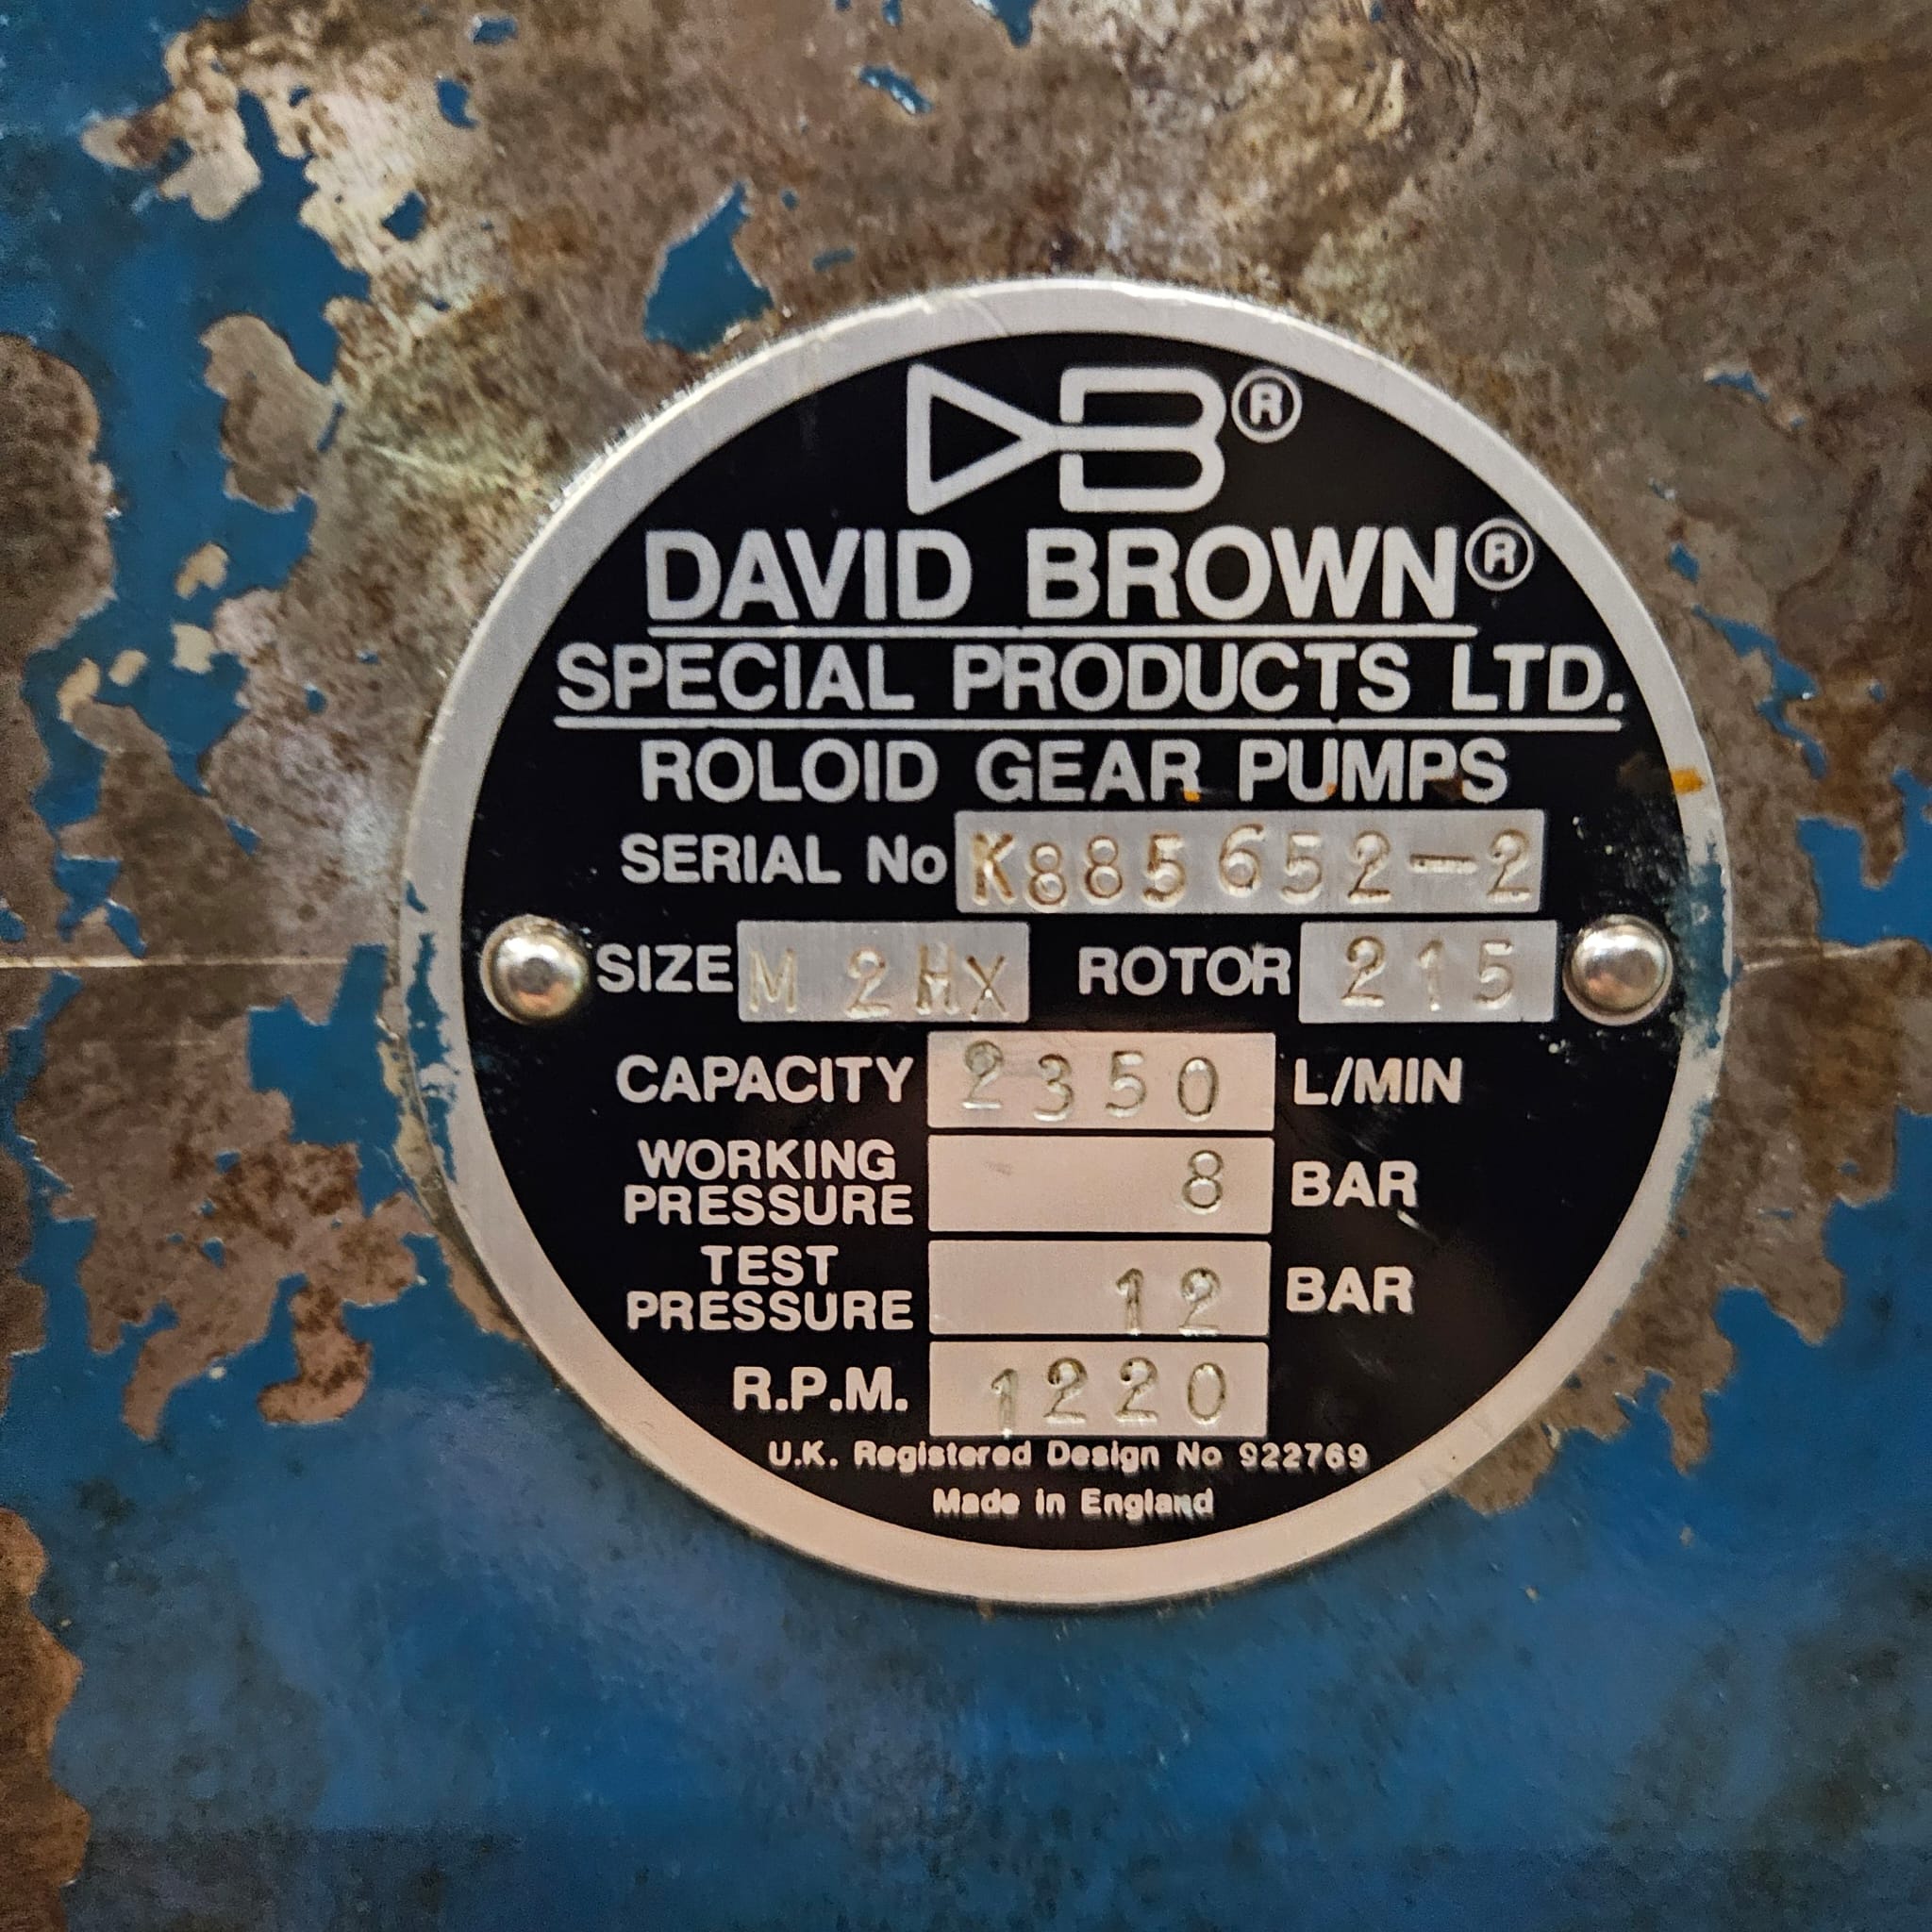 DB®
DAVID BROWN®
SPECIAL PRODUCTS LTD.
ROLOID GEAR PUMPS
SERIAL No K885652-2
SIZE M 2HX ROTOR 215
CAPACITY 2350 L/MIN
WORKING
PRESSURE 8 BAR
TEST
PRESSURE 12 BAR
R.P.M. 1220
U.K. Registered Design No 922769
Made in England